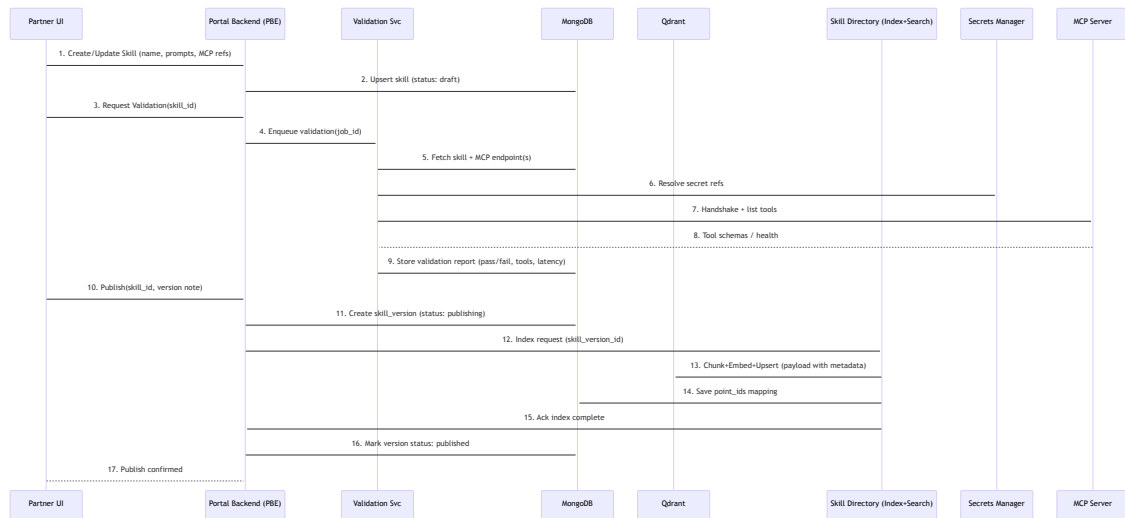 Partner UI
Portal Backend (PBE)
Validation Svc
MongoDB
Qdrant
Skill Directory (Index+Search)
Secrets Manager
MCP Server
1. Create/Update Skill (name, prompts, MCP refs)
2. Upsert skill (status: draft)
3. Request Validation(skill_id)
4. Enqueue validation(job_id)
5. Fetch skill + MCP endpoint(s)
6. Resolve secret refs
7. Handshake + list tools
8. Tool schemas / health
9. Store validation report (pass/fail, tools, latency)
10. Publish(skill_id, version note)
11. Create skill_version (status: publishing)
12. Index request (skill_version_id)
13. Chunk+Embed+Upsert (payload with metadata)
14. Save point_ids mapping
15. Ack index complete
16. Mark version status: published
17. Publish confirmed
Partner UI
Portal Backend (PBE)
Validation Svc
MongoDB
Qdrant
Skill Directory (Index+Search)
Secrets Manager
MCP Server